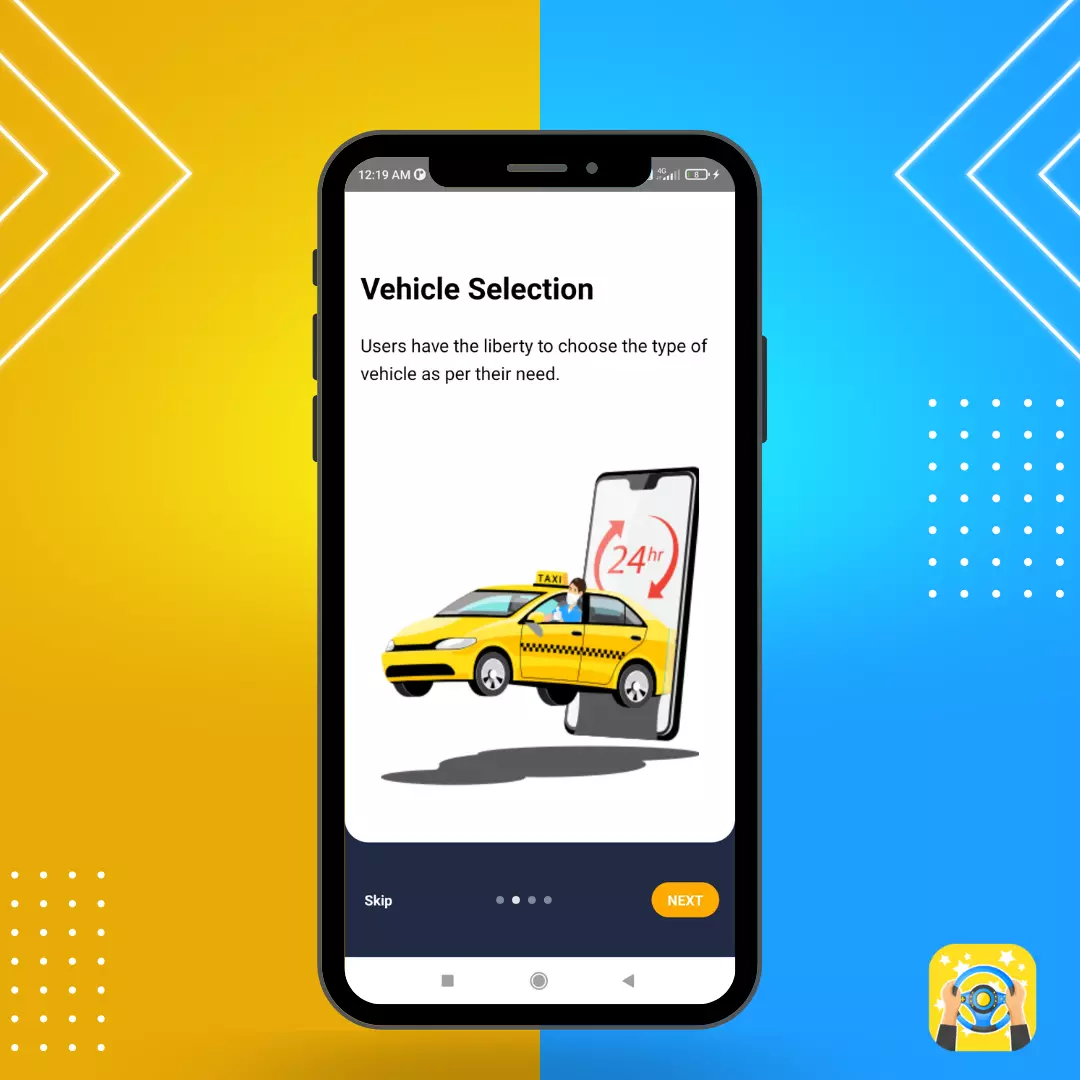 12:19 AM
4G
8
Vehicle Selection
Users have the liberty to choose the type of
vehicle as per their need.
24hr
TAXI
Skip
NEXT